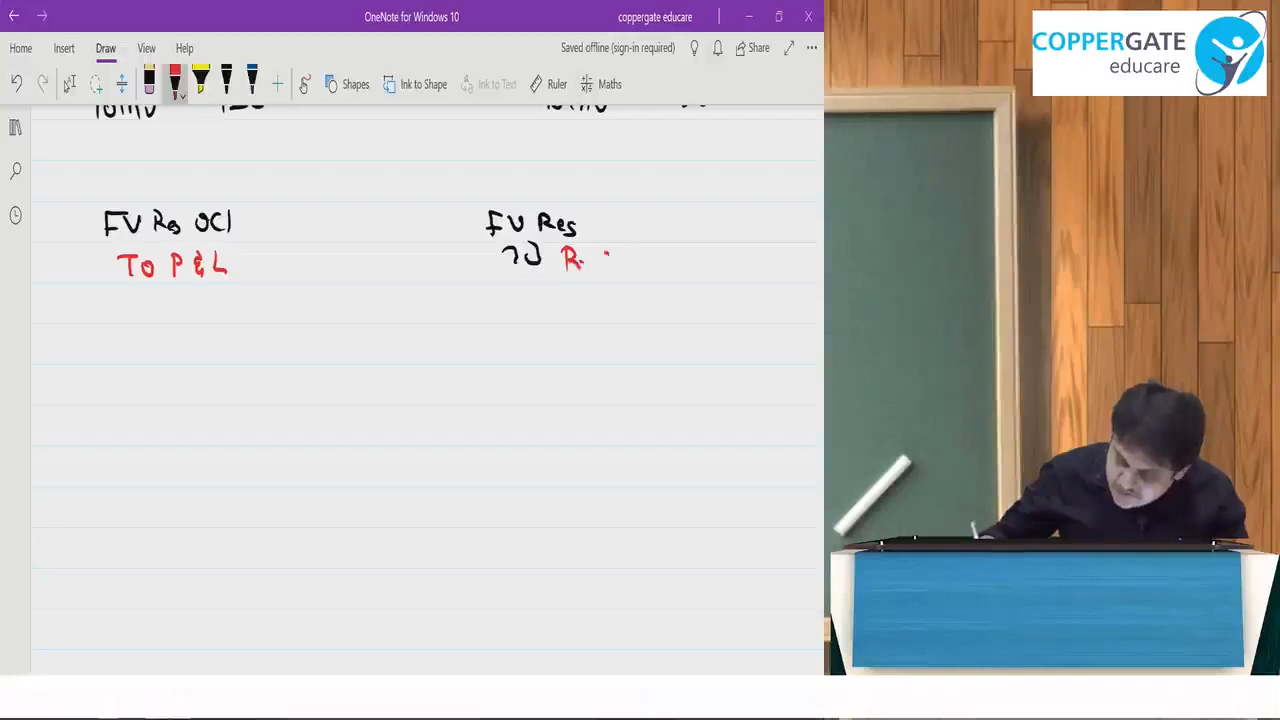 OneNote for Windows 10
coppergate educare
Home Insert Draw View Help
Saved offline (sign-in required) Share
Shapes Ink to Shape Ink to Text Ruler Maths
COPPERGATE
educare
FV Res OCI
To P & L
FV Res